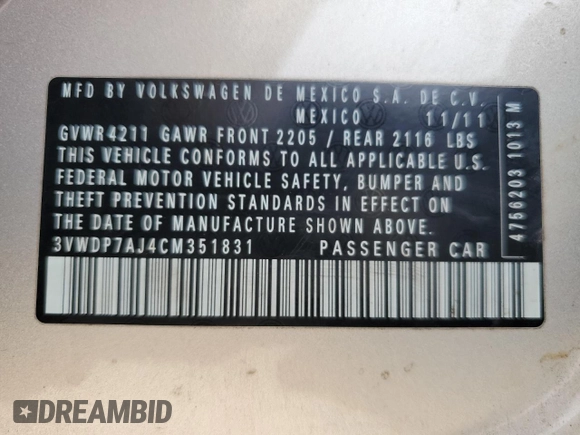 MFD BY VOLKSWAGEN DE MEXICO S.A. DE C.V.
MEXICO 11/11
GVWR4211 GAWR FRONT 2205 / REAR 2116 LBS
THIS VEHICLE CONFORMS TO ALL APPLICABLE U.S.
FEDERAL MOTOR VEHICLE SAFETY, BUMPER AND
THEFT PREVENTION STANDARDS IN EFFECT ON
THE DATE OF MANUFACTURE SHOWN ABOVE.
3VWDP7AJ4CM351831 PASSENGER CAR
4756203 1013 M
DREAMBID